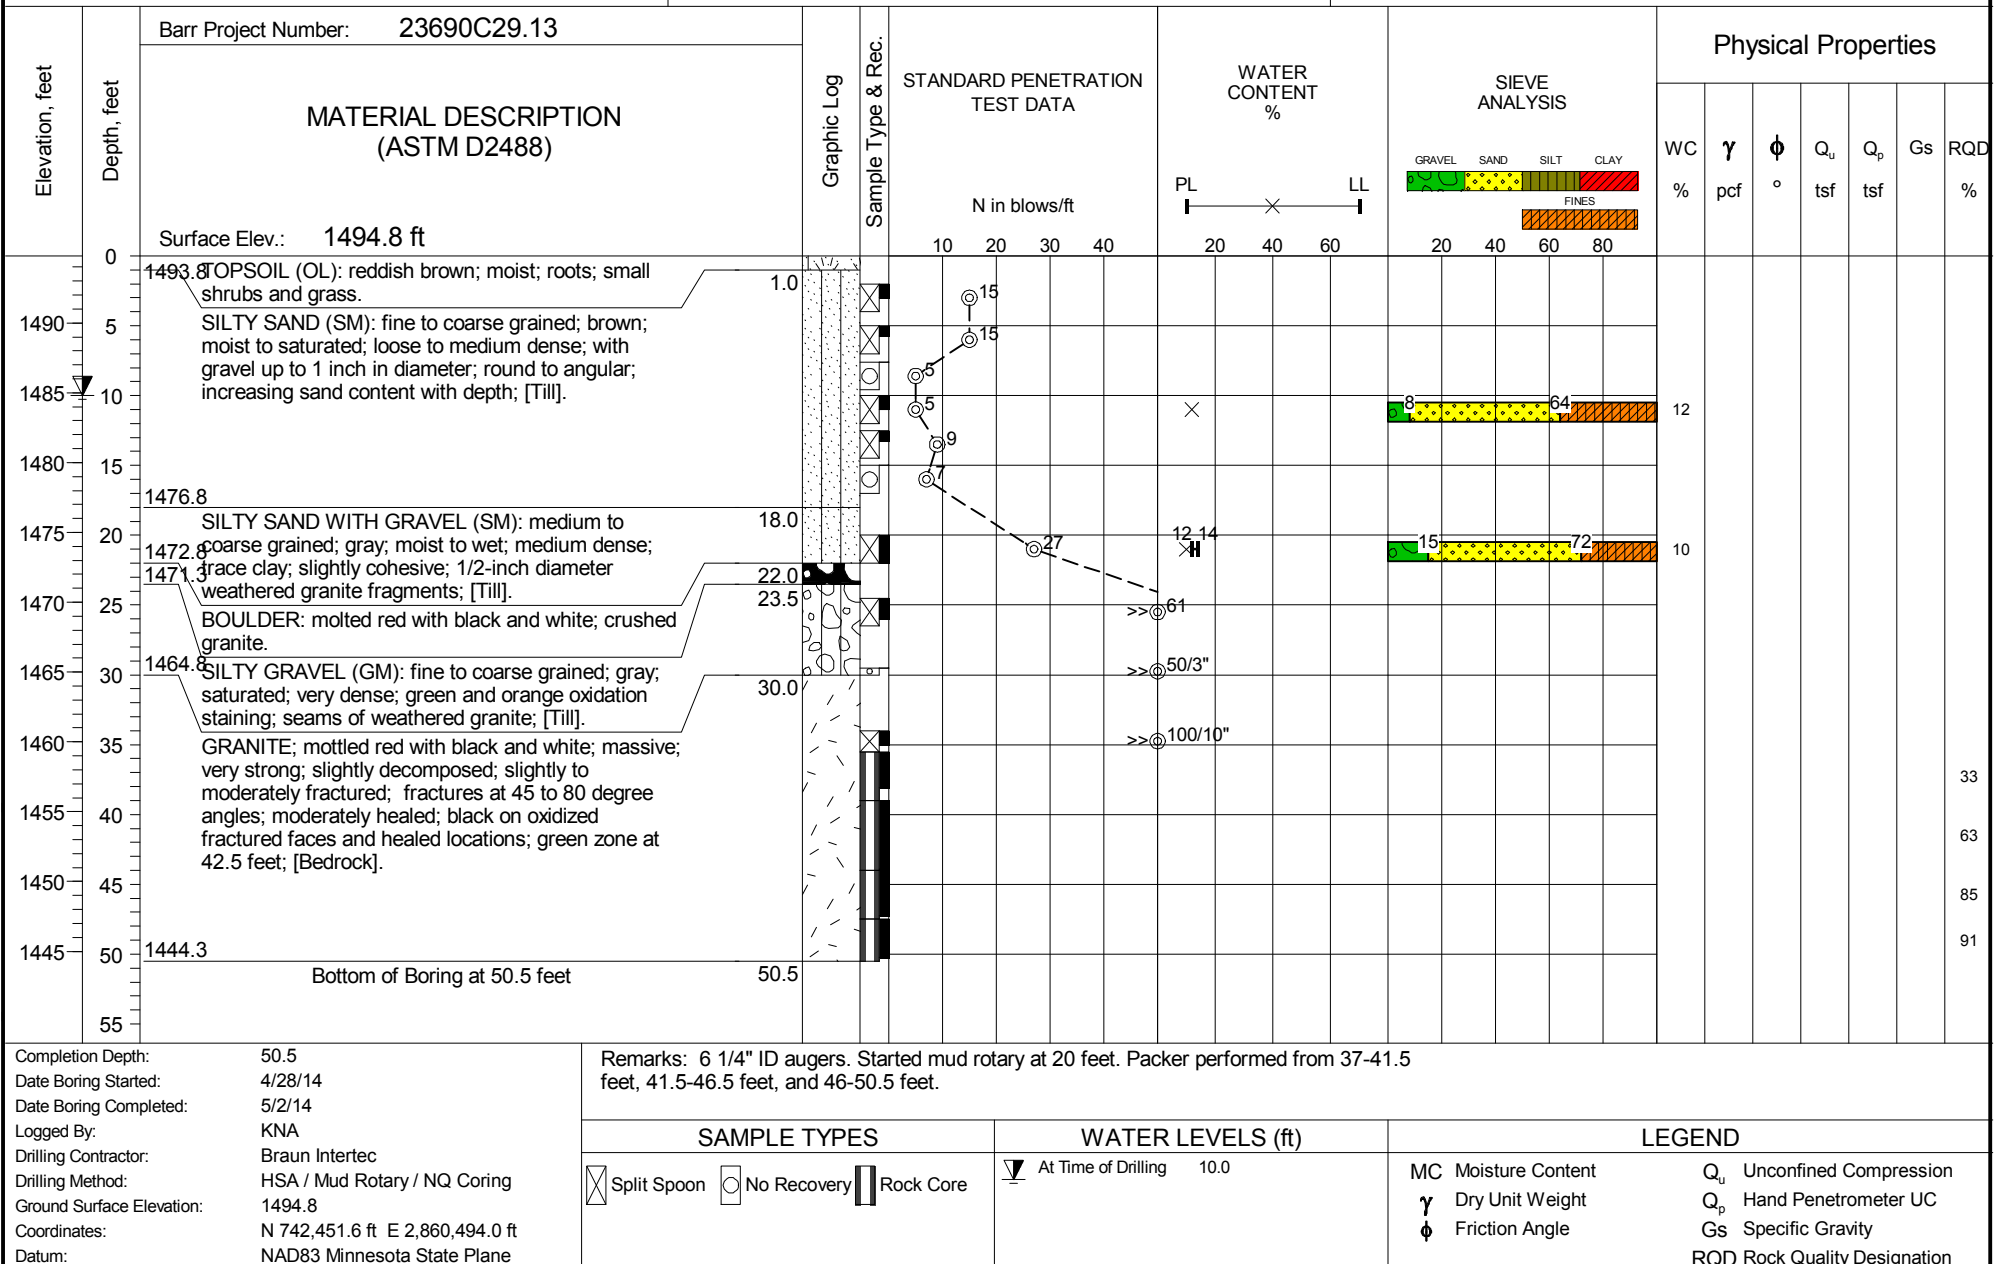 Barr Project Number: 23690C29.13
Elevation, feet
Depth, feet
MATERIAL DESCRIPTION
(ASTM D2488)
Surface Elev.: 1494.8 ft
Graphic Log
Sample Type & Rec.
STANDARD PENETRATION
TEST DATA
N in blows/ft
10 20 30 40
WATER
CONTENT
%
PL LL
20 40 60
SIEVE
ANALYSIS
GRAVEL SAND SILT CLAY
FINES
20 40 60 80
Physical Properties
WC γ ϕ Qu Qp Gs RQD
% pcf ° tsf tsf %
0
1493.8 TOPSOIL (OL): reddish brown; moist; roots; small
shrubs and grass.
1.0
15
1490 5
SILTY SAND (SM): fine to coarse grained; brown;
moist to saturated; loose to medium dense; with
gravel up to 1 inch in diameter; round to angular;
increasing sand content with depth; [Till].
15
5
1485 10
5
8 64
12
9
1480 15
7
1476.8
18.0
SILTY SAND WITH GRAVEL (SM): medium to
coarse grained; gray; moist to wet; medium dense;
trace clay; slightly cohesive; 1/2-inch diameter
weathered granite fragments; [Till].
1475 20
27
12 14
15 72
10
1472.8
22.0
1471.3
23.5
1470 25
BOULDER: molted red with black and white; crushed
granite.
>> 61
1464.8
SILTY GRAVEL (GM): fine to coarse grained; gray;
saturated; very dense; green and orange oxidation
staining; seams of weathered granite; [Till].
1465 30
30.0
>> 50/3"
1460 35
GRANITE; mottled red with black and white; massive;
very strong; slightly decomposed; slightly to
moderately fractured; fractures at 45 to 80 degree
angles; moderately healed; black on oxidized
fractured faces and healed locations; green zone at
42.5 feet; [Bedrock].
>> 100/10"
33
1455 40
63
1450 45
85
91
1445 50
1444.3
Bottom of Boring at 50.5 feet
50.5
55
Completion Depth: 50.5
Date Boring Started: 4/28/14
Date Boring Completed: 5/2/14
Logged By: KNA
Drilling Contractor: Braun Intertec
Drilling Method: HSA / Mud Rotary / NQ Coring
Ground Surface Elevation: 1494.8
Coordinates: N 742,451.6 ft E 2,860,494.0 ft
Datum: NAD83 Minnesota State Plane
Remarks: 6 1/4" ID augers. Started mud rotary at 20 feet. Packer performed from 37-41.5
feet, 41.5-46.5 feet, and 46-50.5 feet.
SAMPLE TYPES
Split Spoon No Recovery Rock Core
WATER LEVELS (ft)
At Time of Drilling 10.0
LEGEND
MC Moisture Content
γ Dry Unit Weight
ϕ Friction Angle
Qu Unconfined Compression
Qp Hand Penetrometer UC
Gs Specific Gravity
RQD Rock Quality Designation